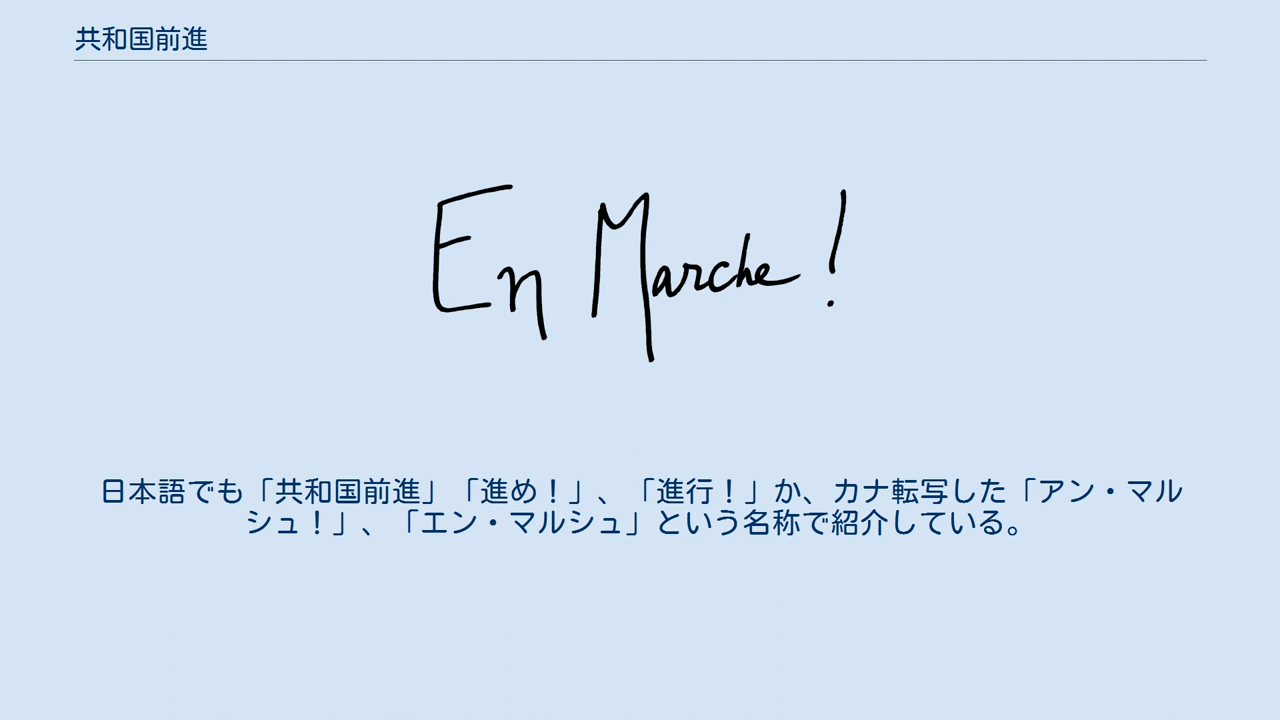 共和国前進
En Marche !
日本語でも「共和国前進」「進め！」、「進行！」か、カナ転写した「アン・マル
シュ！」、「エン・マルシュ」という名称で紹介している。